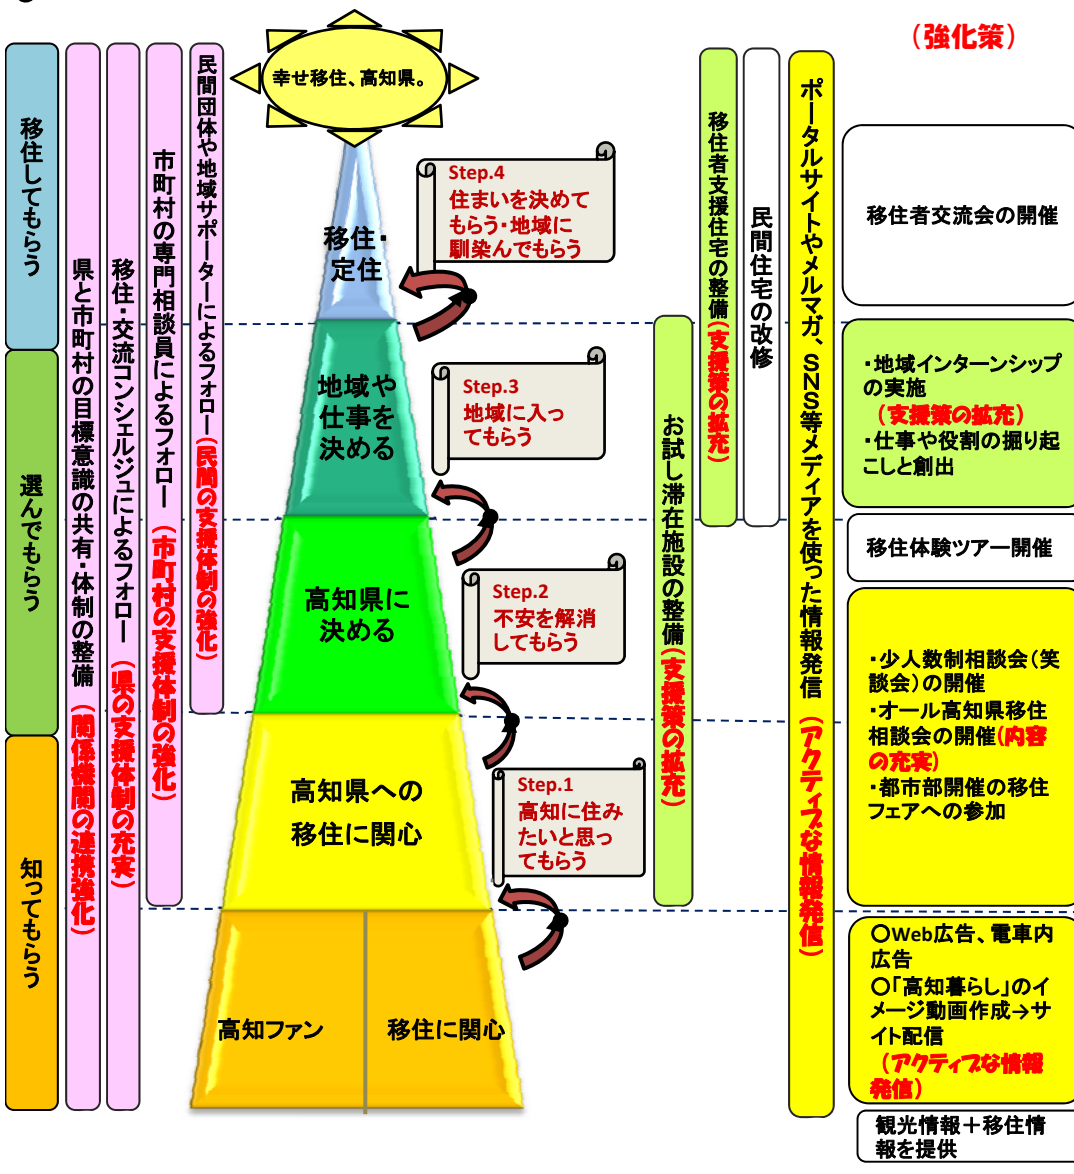 (強化策)
移住してもらう
選んでもらう
知ってもらう
県と市町村の目標意識の共有・体制の整備(関係機関の連携強化)
移住・交流コンシェルジュによるフォロー(県の支援体制の充実)
市町村の専門相談員によるフォロー(市町村の支援体制の強化)
民間団体や地域サポーターによるフォロー(民間の支援体制の強化)
幸せ移住、高知県。
移住・
定住
地域や
仕事を
決める
高知県に
決める
高知県への
移住に関心
高知ファン
移住に関心
Step.4
住まいを決めて
もらう・地域に
馴染んでもらう
Step.3
地域に入っ
てもらう
Step.2
不安を解消
してもらう
Step.1
高知に住み
たいと思っ
てもらう
お試し滞在施設の整備(支援策の拡充)
移住者支援住宅の整備(支援策の拡充)
民間住宅の改修
ポータルサイトやメルマガ、SNS等メディアを使った情報発信(アクティブな情報発信)
移住者交流会の開催
・地域インターンシップ
の実施
(支援策の拡充)
・仕事や役割の掘り起
こしと創出
移住体験ツアー開催
・少人数制相談会(笑
談会)の開催
・オール高知県移住
相談会の開催(内容
の充実)
・都市部開催の移住
フェアへの参加
○Web広告、電車内
広告
○「高知暮らし」のイ
メージ動画作成→サ
イト配信
(アクティブな情報
発信)
観光情報+移住情
報を提供